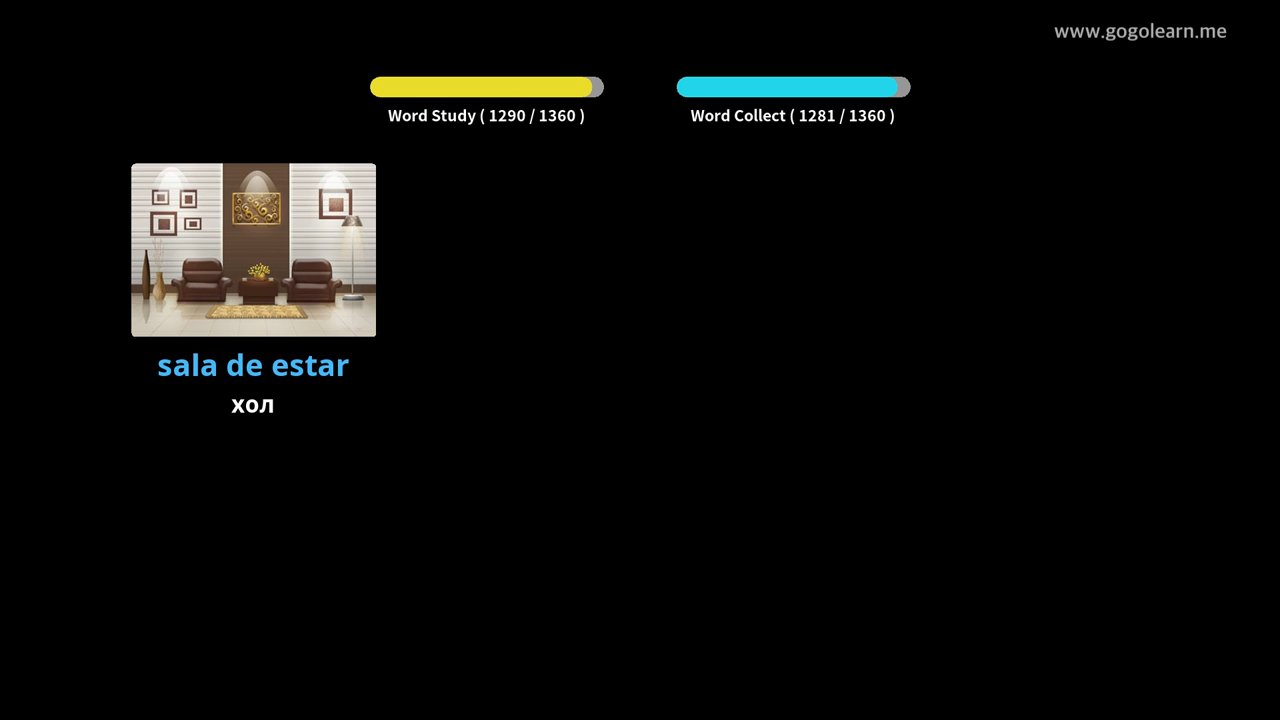 www.gogolearn.me
Word Study ( 1290 / 1360 )
Word Collect ( 1281 / 1360 )
sala de estar
хол